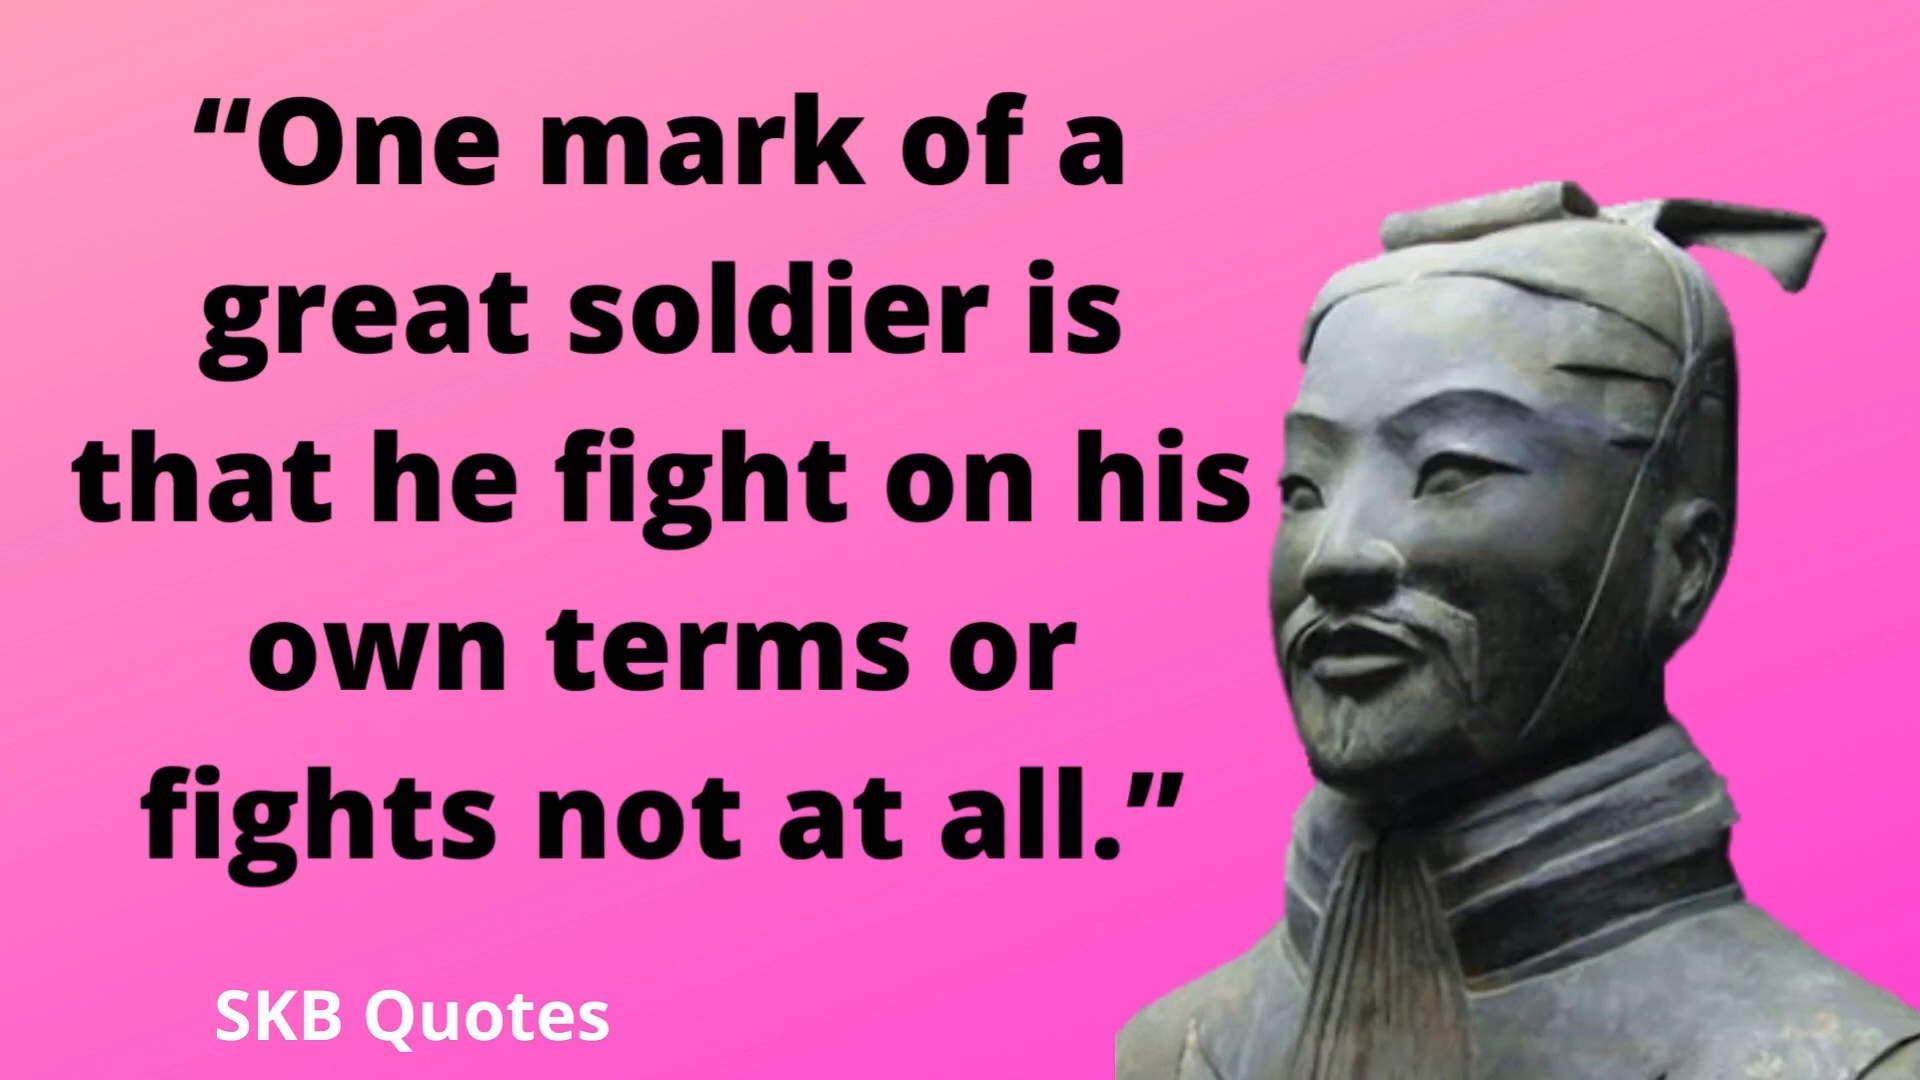 “One mark of a
great soldier is
that he fight on his
own terms or
fights not at all.”
SKB Quotes